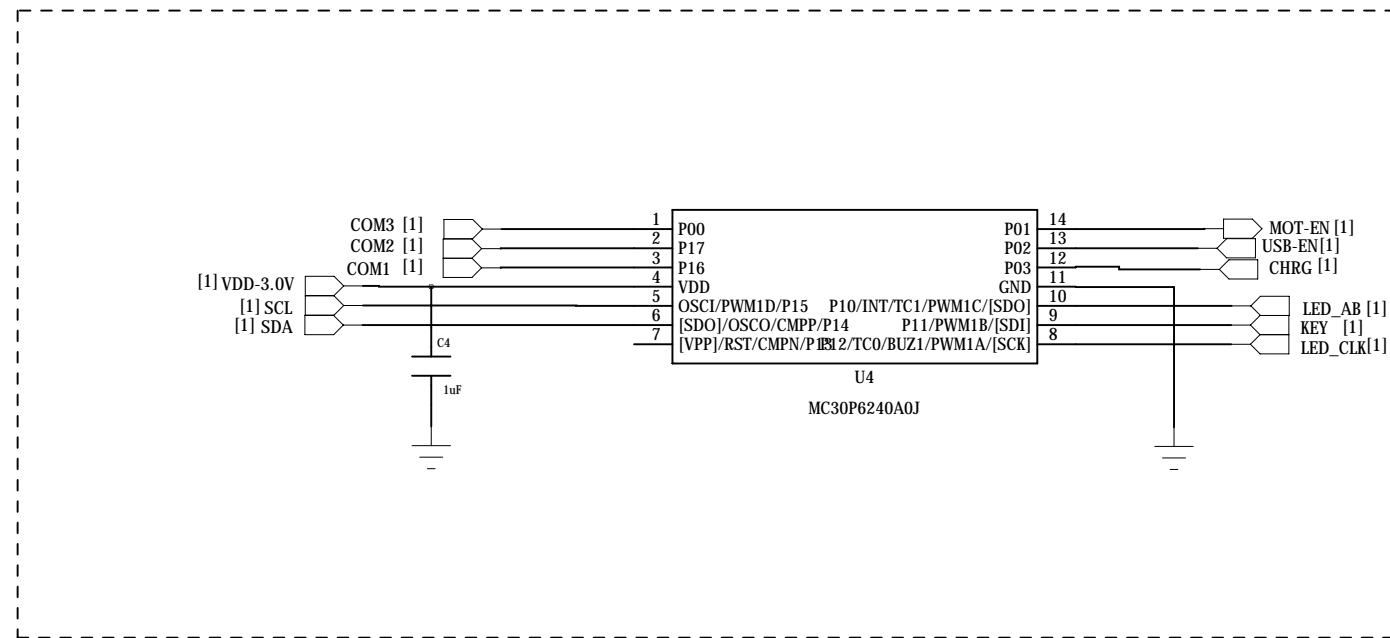 COM3 [1]
COM2 [1]
COM1 [1]
[1] VDD-3.0V
[1] SCL
[1] SDA
1
2
3
4
5
6
7
P00
P17
P16
VDD
OSCI/PWM1D/P15
[SDO]/OSCO/CMPP/P14
[VPP]/RST/CMPN/P13
P01
P02
P03
GND
P10/INT/TC1/PWM1C/[SDO]
P11/PWM1B/[SDI]
P12/TC0/BUZ1/PWM1A/[SCK]
14
13
12
11
10
9
8
MOT-EN [1]
USB-EN[1]
CHRG [1]
LED_AB [1]
KEY [1]
LED_CLK[1]
C4
1uF
U4
MC30P6240A0J